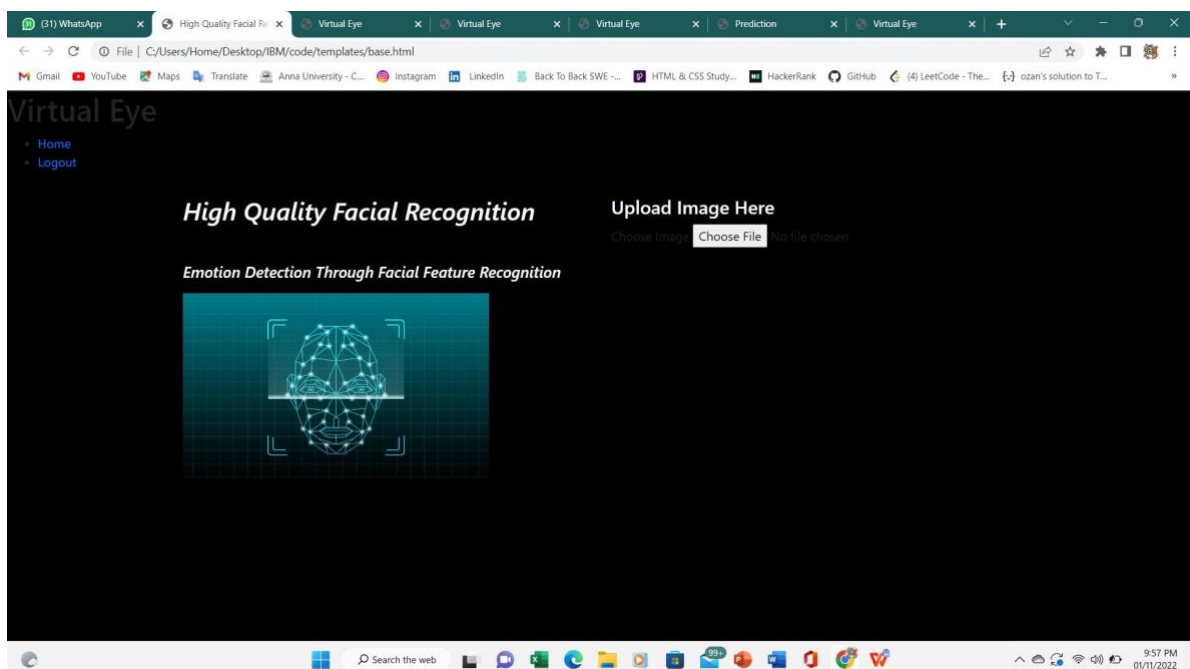 (31) WhatsApp
High Quality Facial Re
Virtual Eye
Virtual Eye
Virtual Eye
Prediction
Virtual Eye
File | C:/Users/Home/Desktop/IBM/code/templates/base.html
Gmail YouTube Maps Translate Anna University - C... Instagram LinkedIn Back To Back SWE -... HTML & CSS Study... HackerRank GitHub (4) LeetCode - The... ozan's solution to T... »
Virtual Eye
Home
Logout
High Quality Facial Recognition
Emotion Detection Through Facial Feature Recognition
Upload Image Here
Choose Image Choose File No file chosen
Search the web
99+
9:57 PM
01/11/2022